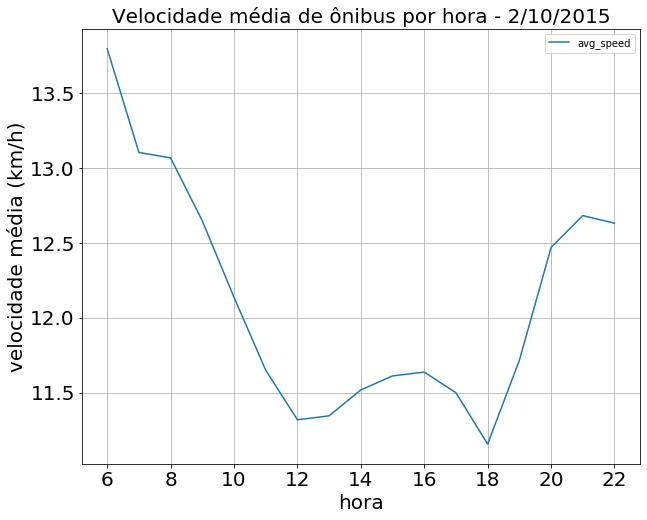 Velocidade média de ônibus por hora - 2/10/2015
avg_speed
velocidade média (km/h)
13.5
13.0
12.5
12.0
11.5
6 8 10 12 14 16 18 20 22
hora